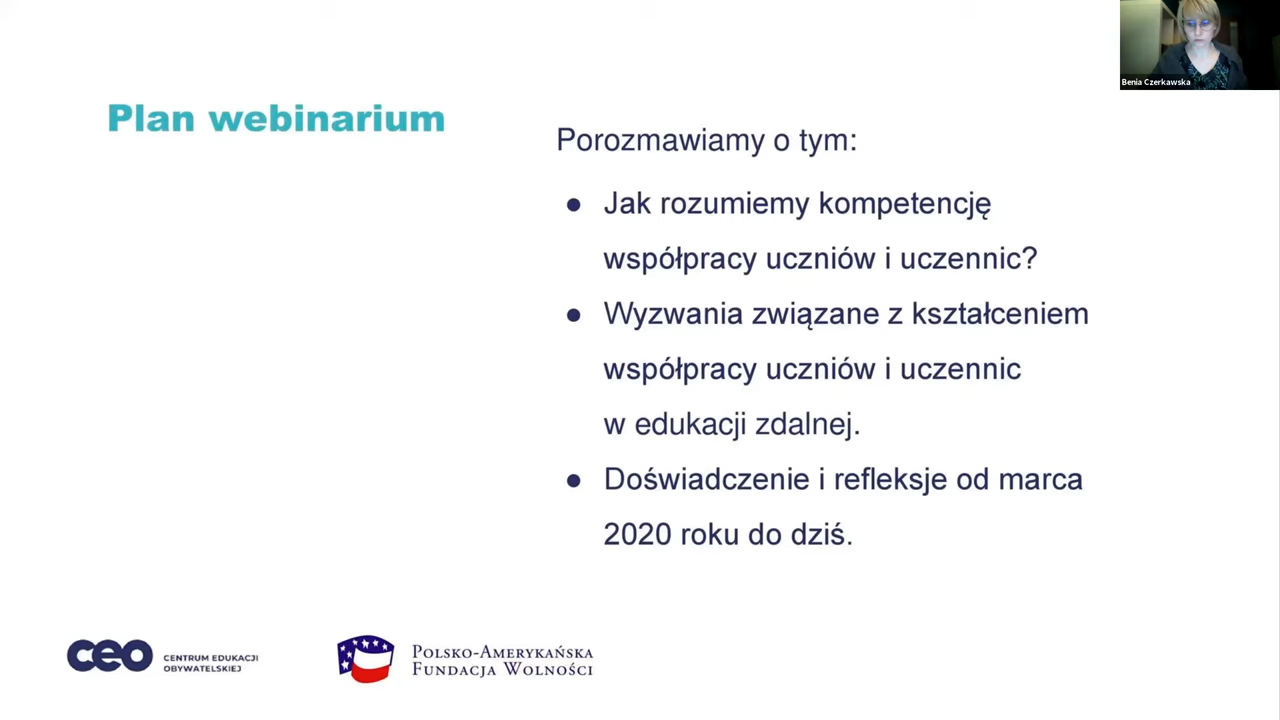 Benia Czerkawska
Plan webinarium
Porozmawiamy o tym:
● Jak rozumiemy kompetencję
współpracy uczniów i uczennic?
● Wyzwania związane z kształceniem
współpracy uczniów i uczennic
w edukacji zdalnej.
● Doświadczenie i refleksje od marca
2020 roku do dziś.
ceo CENTRUM EDUKACJI
OBYWATELSKIEJ
POLSKO-AMERYKAŃSKA
FUNDACJA WOLNOŚCI